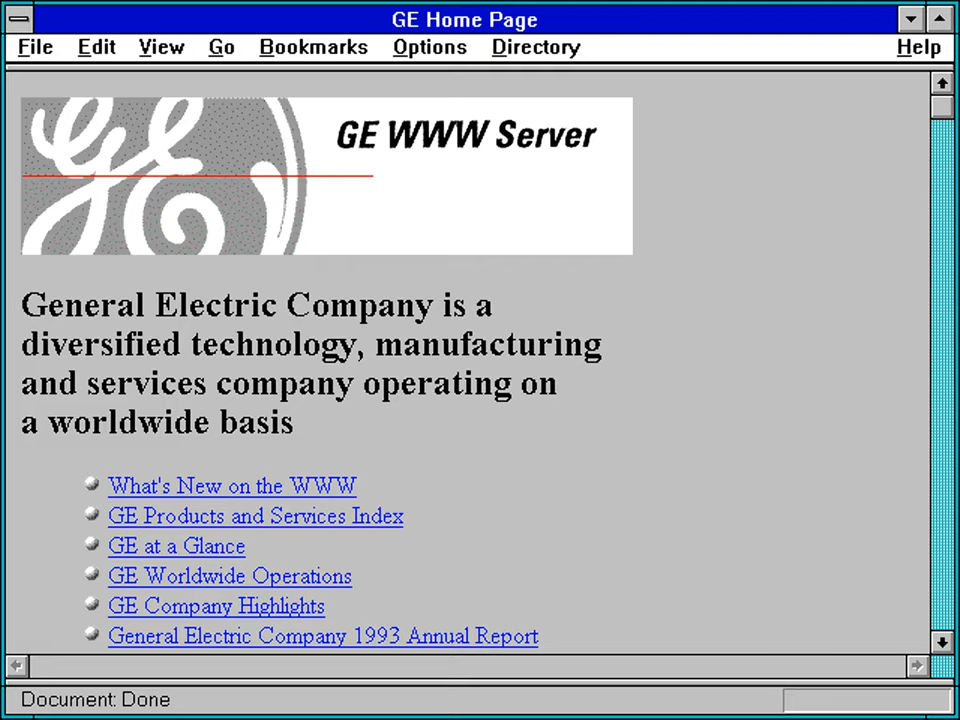 GE Home Page
File Edit View Go Bookmarks Options Directory Help
GE WWW Server
General Electric Company is a
diversified technology, manufacturing
and services company operating on
a worldwide basis
What's New on the WWW
GE Products and Services Index
GE at a Glance
GE Worldwide Operations
GE Company Highlights
General Electric Company 1993 Annual Report
Document: Done